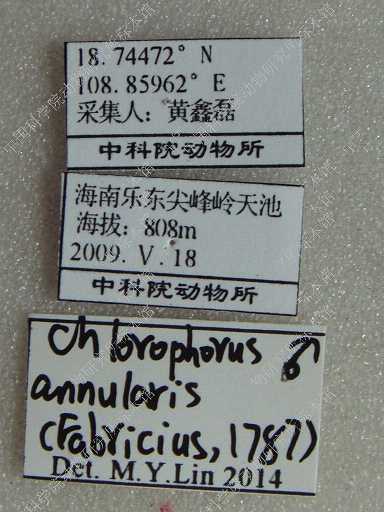 18.74472° N
108.85962° E
采集人：黄鑫磊
中科院动物所
海南乐东尖峰岭天池
海拔：808m
2009. V. 18
中科院动物所
Chlorophorus ♂
annularis
(Fabricius, 1787)
Det. M.Y.Lin 2014